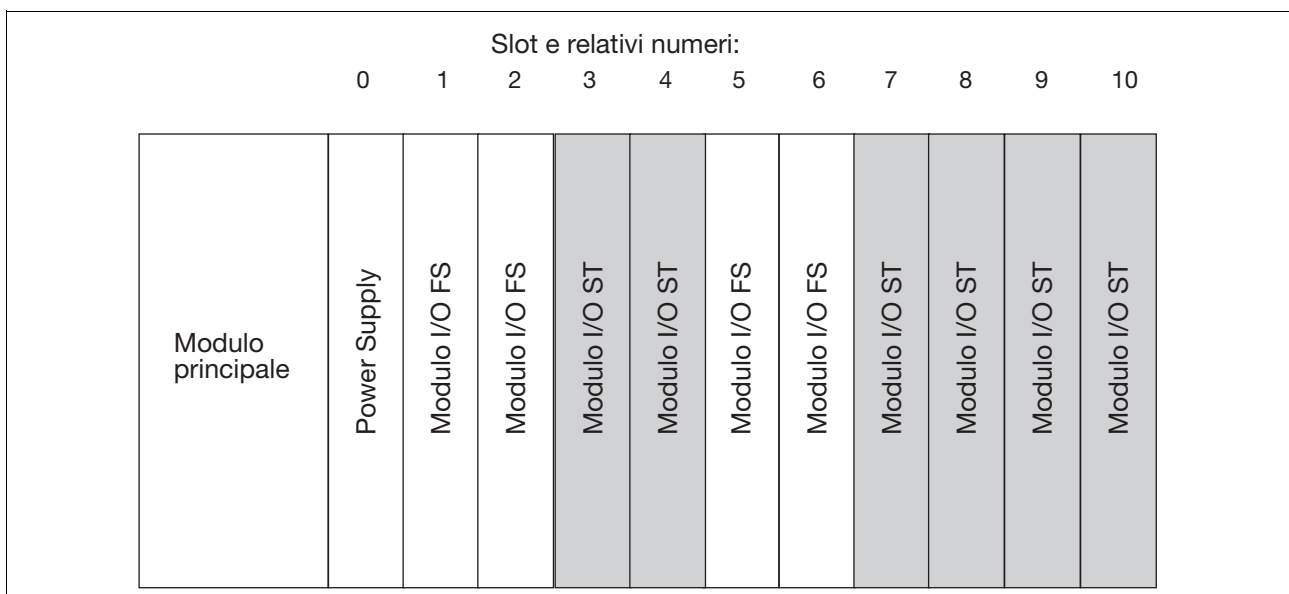 Slot e relativi numeri:
0 1 2 3 4 5 6 7 8 9 10
Modulo
principale
Power Supply
Modulo I/O FS
Modulo I/O FS
Modulo I/O ST
Modulo I/O ST
Modulo I/O FS
Modulo I/O FS
Modulo I/O ST
Modulo I/O ST
Modulo I/O ST
Modulo I/O ST